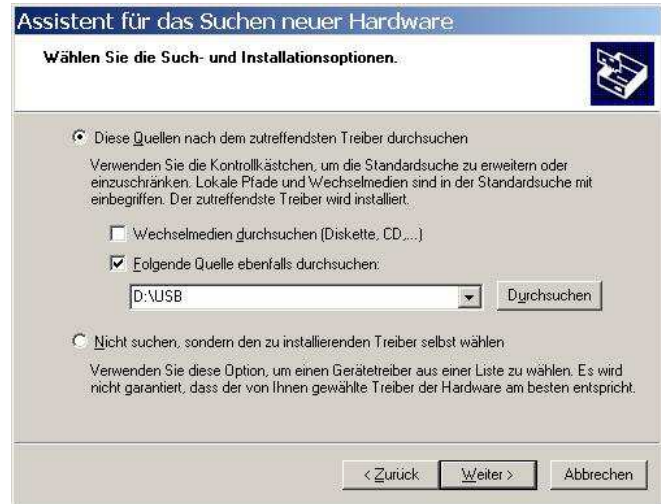 Assistent für das Suchen neuer Hardware
Wählen Sie die Such- und Installationsoptionen.
Diese Quellen nach dem zutreffendsten Treiber durchsuchen
Verwenden Sie die Kontrollkästchen, um die Standardsuche zu erweitern oder
einzuschränken. Lokale Pfade und Wechselmedien sind in der Standardsuche mit
einbegriffen. Der zutreffendste Treiber wird installiert.
Wechselmedien durchsuchen (Diskette, CD,...)
Folgende Quelle ebenfalls durchsuchen:
D:\USB
Durchsuchen
Nicht suchen, sondern den zu installierenden Treiber selbst wählen
Verwenden Sie diese Option, um einen Gerätetreiber aus einer Liste zu wählen. Es wird
nicht garantiert, dass der von Ihnen gewählte Treiber der Hardware am besten entspricht.
< Zurück Weiter > Abbrechen